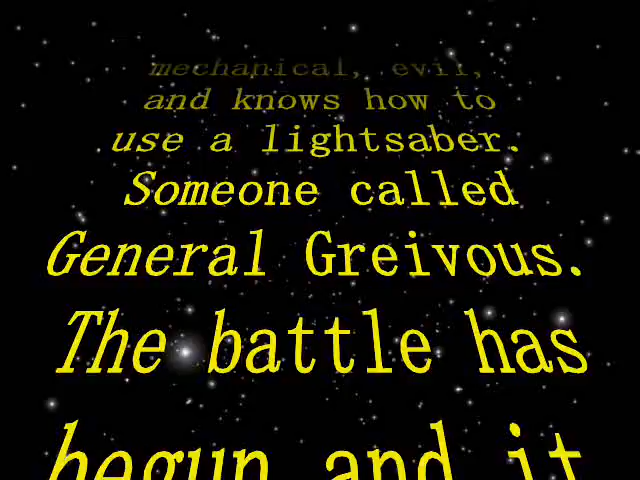 mechanical, evil,
and knows how to
use a lightsaber.
Someone called
General Greivous.
The battle has
begun and it